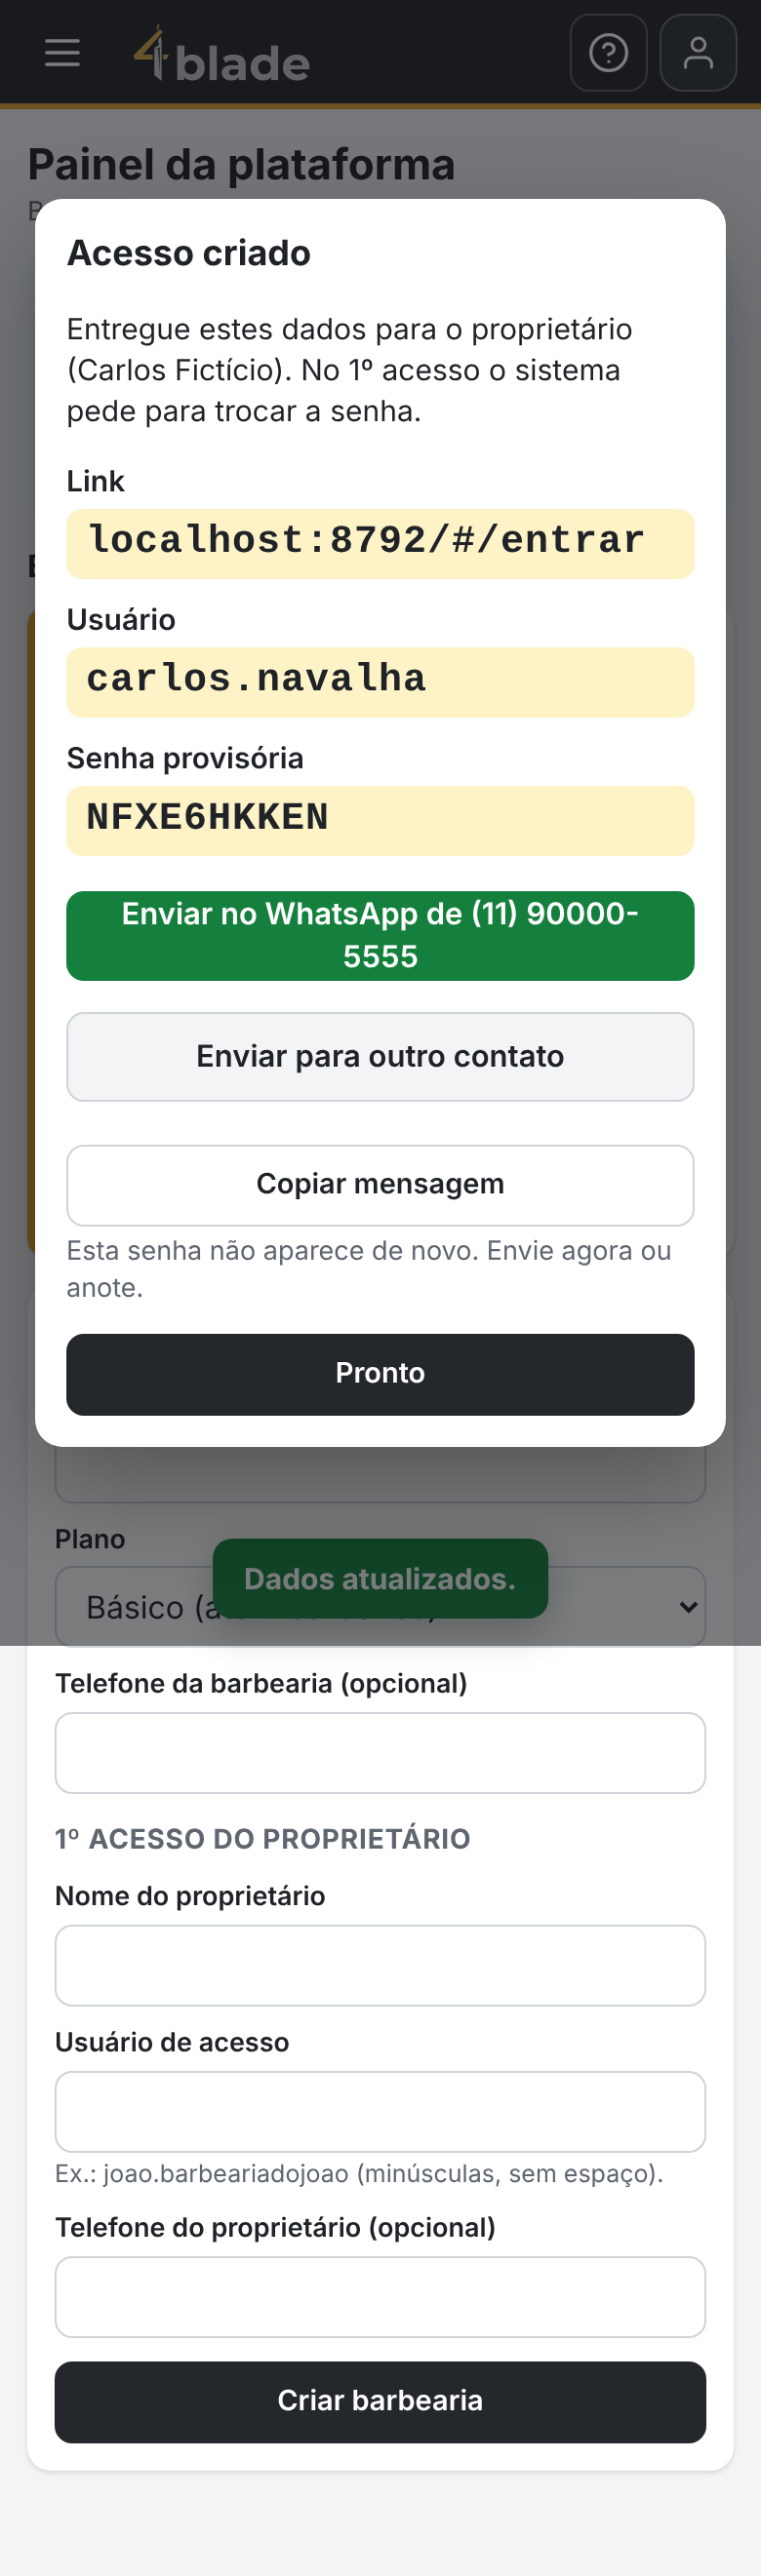 4blade
Painel da plataforma
Acesso criado
Entregue estes dados para o proprietário
(Carlos Fictício). No 1º acesso o sistema
pede para trocar a senha.
Link
localhost:8792/#/entrar
Usuário
carlos.navalha
Senha provisória
NFXE6HKKEN
Enviar no WhatsApp de (11) 90000-
5555
Enviar para outro contato
Copiar mensagem
Esta senha não aparece de novo. Envie agora ou
anote.
Pronto
Plano
Dados atualizados.
Básico
Telefone da barbearia (opcional)
1º ACESSO DO PROPRIETÁRIO
Nome do proprietário
Usuário de acesso
Ex.: joao.barbeariadojoao (minúsculas, sem espaço).
Telefone do proprietário (opcional)
Criar barbearia